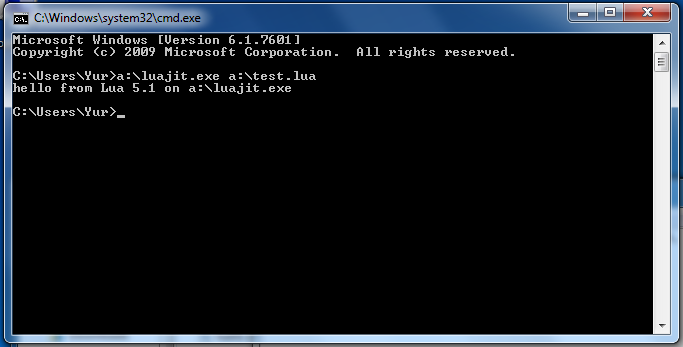 C:\Windows\system32\cmd.exe
Microsoft Windows [Version 6.1.7601]
Copyright (c) 2009 Microsoft Corporation.  All rights reserved.
C:\Users\Yur>a:\luajit.exe a:\test.lua
hello from Lua 5.1 on a:\luajit.exe
C:\Users\Yur>_